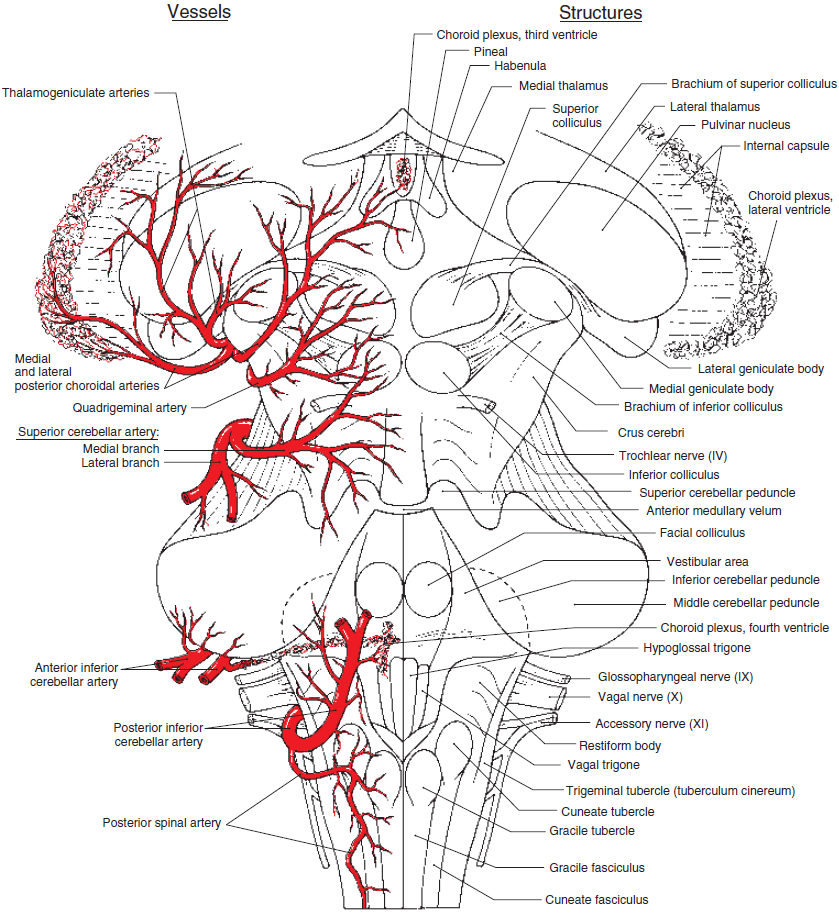 Vessels
Structures
Choroid plexus, third ventricle
Pineal
Habenula
Medial thalamus
Superior
colliculus
Brachium of superior colliculus
Lateral thalamus
Pulvinar nucleus
Internal capsule
Choroid plexus,
lateral ventricle
Thalamogeniculate arteries
Medial
and lateral
posterior choroidal arteries
Quadrigeminal artery
Superior cerebellar artery:
Medial branch
Lateral branch
Anterior inferior
cerebellar artery
Posterior inferior
cerebellar artery
Posterior spinal artery
Lateral geniculate body
Medial geniculate body
Brachium of inferior colliculus
Crus cerebri
Trochlear nerve (IV)
Inferior colliculus
Superior cerebellar peduncle
Anterior medullary velum
Facial colliculus
Vestibular area
Inferior cerebellar peduncle
Middle cerebellar peduncle
Choroid plexus, fourth ventricle
Hypoglossal trigone
Glossopharyngeal nerve (IX)
Vagal nerve (X)
Accessory nerve (XI)
Restiform body
Vagal trigone
Trigeminal tubercle (tuberculum cinereum)
Cuneate tubercle
Gracile tubercle
Gracile fasciculus
Cuneate fasciculus